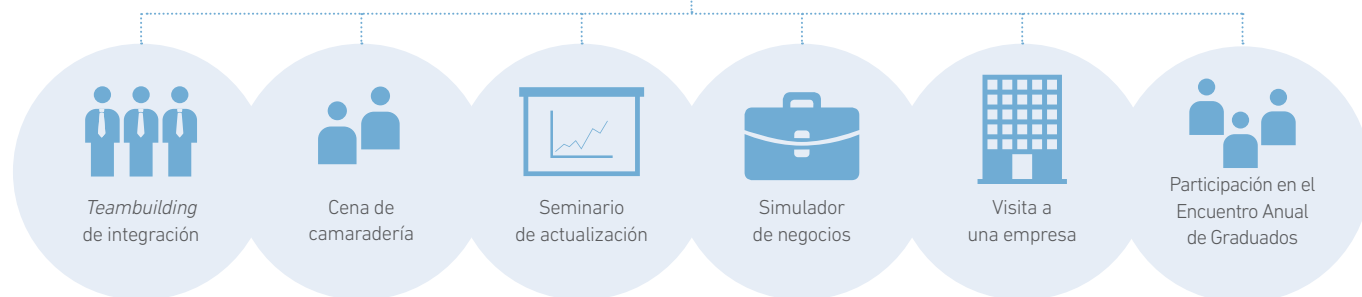 Teambuilding
de integración
Cena de
camaradería
Seminario
de actualización
Simulador
de negocios
Visita a
una empresa
Participación en el
Encuentro Anual
de Graduados